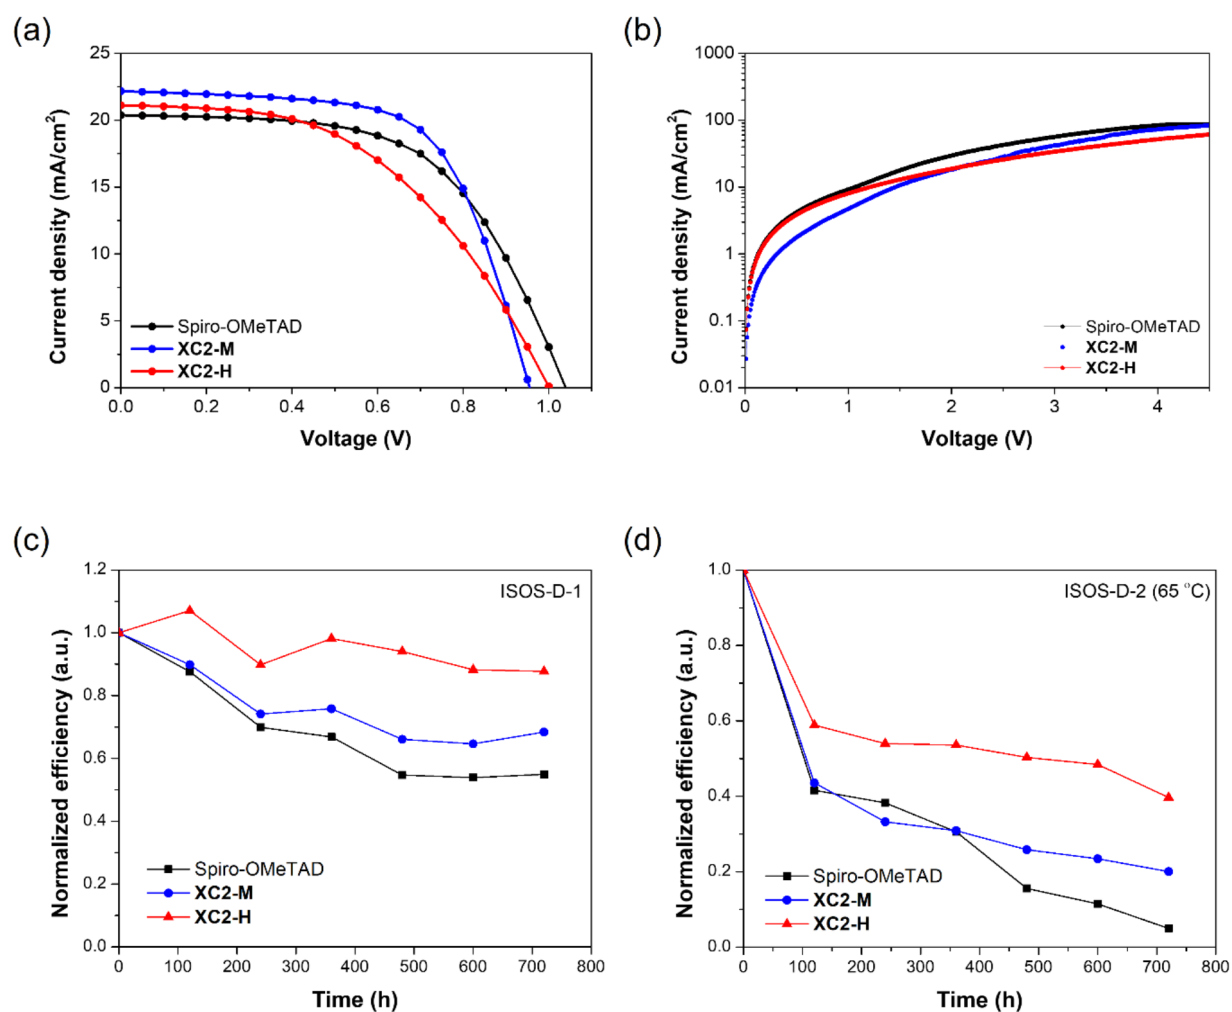 (a)
25
20
15
10
5
0
Current density (mA/cm²)
Spiro-OMeTAD
XC2-M
XC2-H
0.0 0.2 0.4 0.6 0.8 1.0
Voltage (V)
(b)
1000
100
10
1
0.1
0.01
Current density (mA/cm²)
Spiro-OMeTAD
XC2-M
XC2-H
0 1 2 3 4
Voltage (V)
(c)
1.2
1.0
0.8
0.6
0.4
0.2
0.0
Normalized efficiency (a.u.)
ISOS-D-1
Spiro-OMeTAD
XC2-M
XC2-H
0 100 200 300 400 500 600 700 800
Time (h)
(d)
1.0
0.8
0.6
0.4
0.2
0.0
Normalized efficiency (a.u.)
ISOS-D-2 (65 °C)
Spiro-OMeTAD
XC2-M
XC2-H
0 100 200 300 400 500 600 700 800
Time (h)